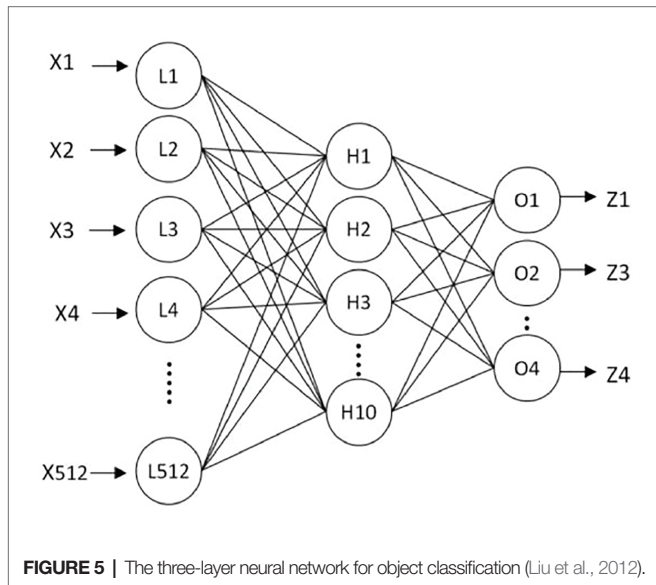 X1 L1
X2 L2 H1
X3 L3 H2 O1 Z1
X4 L4 H3 O2 Z3
H10 O4 Z4
X512 L512
FIGURE 5 | The three-layer neural network for object classification (Liu et al., 2012).